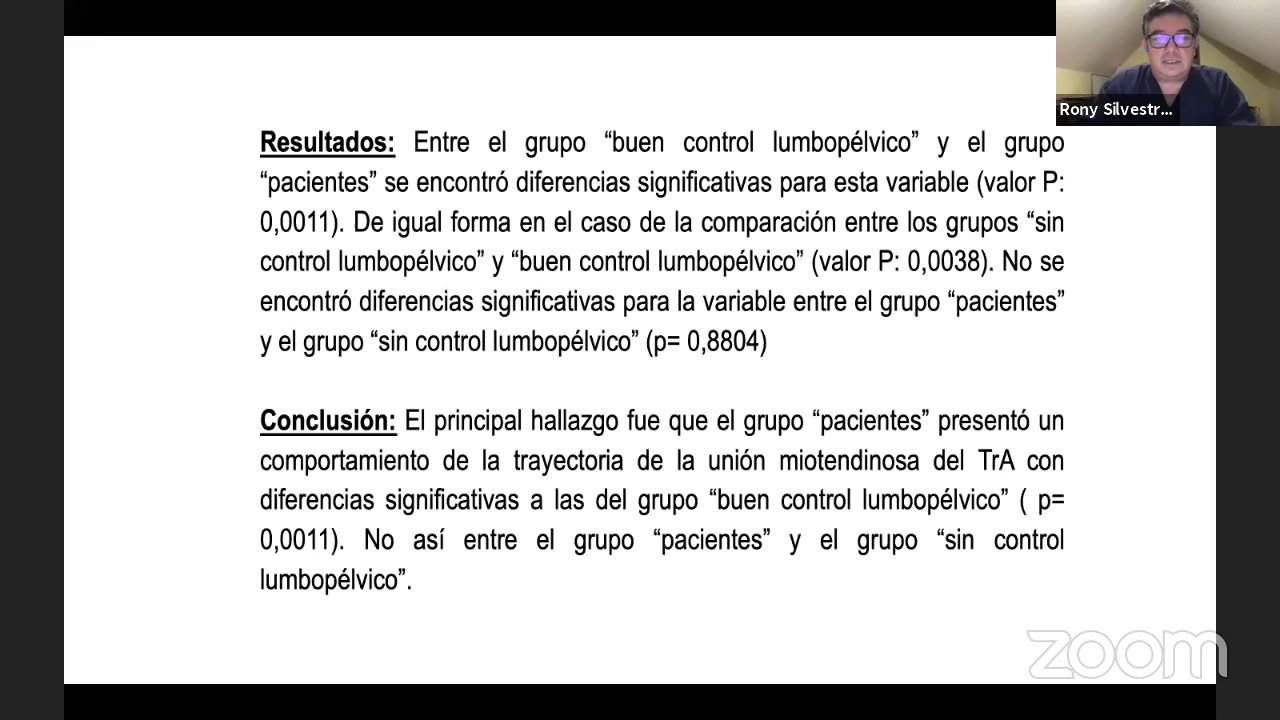 Rony Silvestr...
Resultados: Entre el grupo “buen control lumbopélvico” y el grupo
“pacientes” se encontró diferencias significativas para esta variable (valor P:
0,0011). De igual forma en el caso de la comparación entre los grupos “sin
control lumbopélvico” y “buen control lumbopélvico” (valor P: 0,0038). No se
encontró diferencias significativas para la variable entre el grupo “pacientes”
y el grupo “sin control lumbopélvico” (p= 0,8804)
Conclusión: El principal hallazgo fue que el grupo “pacientes” presentó un
comportamiento de la trayectoria de la unión miotendinosa del TrA con
diferencias significativas a las del grupo “buen control lumbopélvico” ( p=
0,0011). No así entre el grupo “pacientes” y el grupo “sin control
lumbopélvico”.
zoom